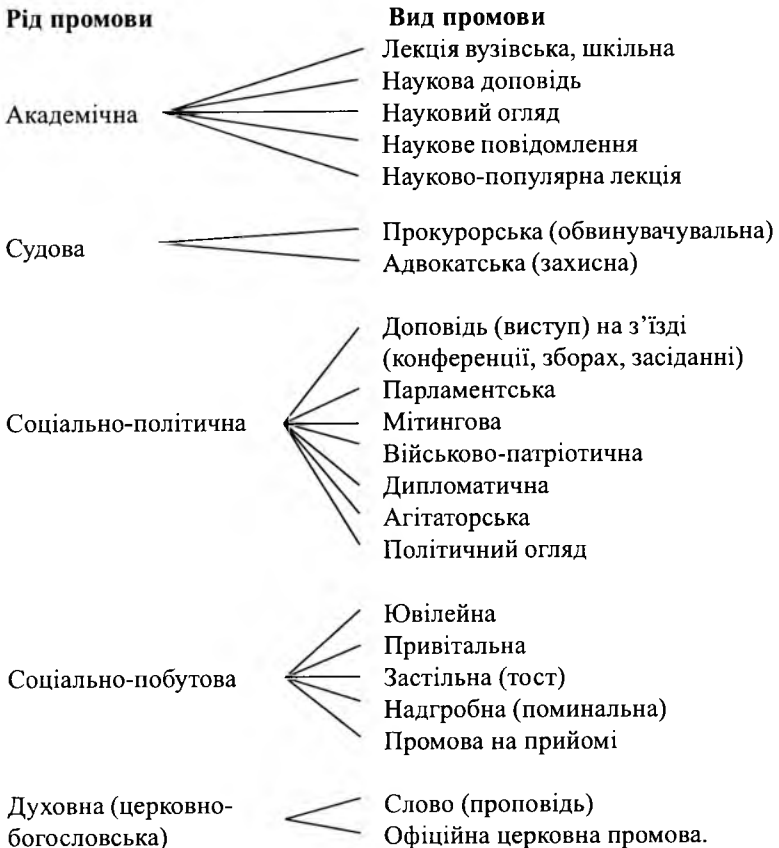 Рід промови
Вид промови
Академічна
Лекція вузівська, шкільна
Наукова доповідь
Науковий огляд
Наукове повідомлення
Науково-популярна лекція
Судова
Прокурорська (обвинувачувальна)
Адвокатська (захисна)
Соціально-політична
Доповідь (виступ) на з’їзді
(конференції, зборах, засіданні)
Парламентська
Мітингова
Військово-патріотична
Дипломатична
Агітаторська
Політичний огляд
Соціально-побутова
Ювілейна
Привітальна
Застільна (тост)
Надгробна (поминальна)
Промова на прийомі
Духовна (церковно-
богословська)
Слово (проповідь)
Офіційна церковна промова.